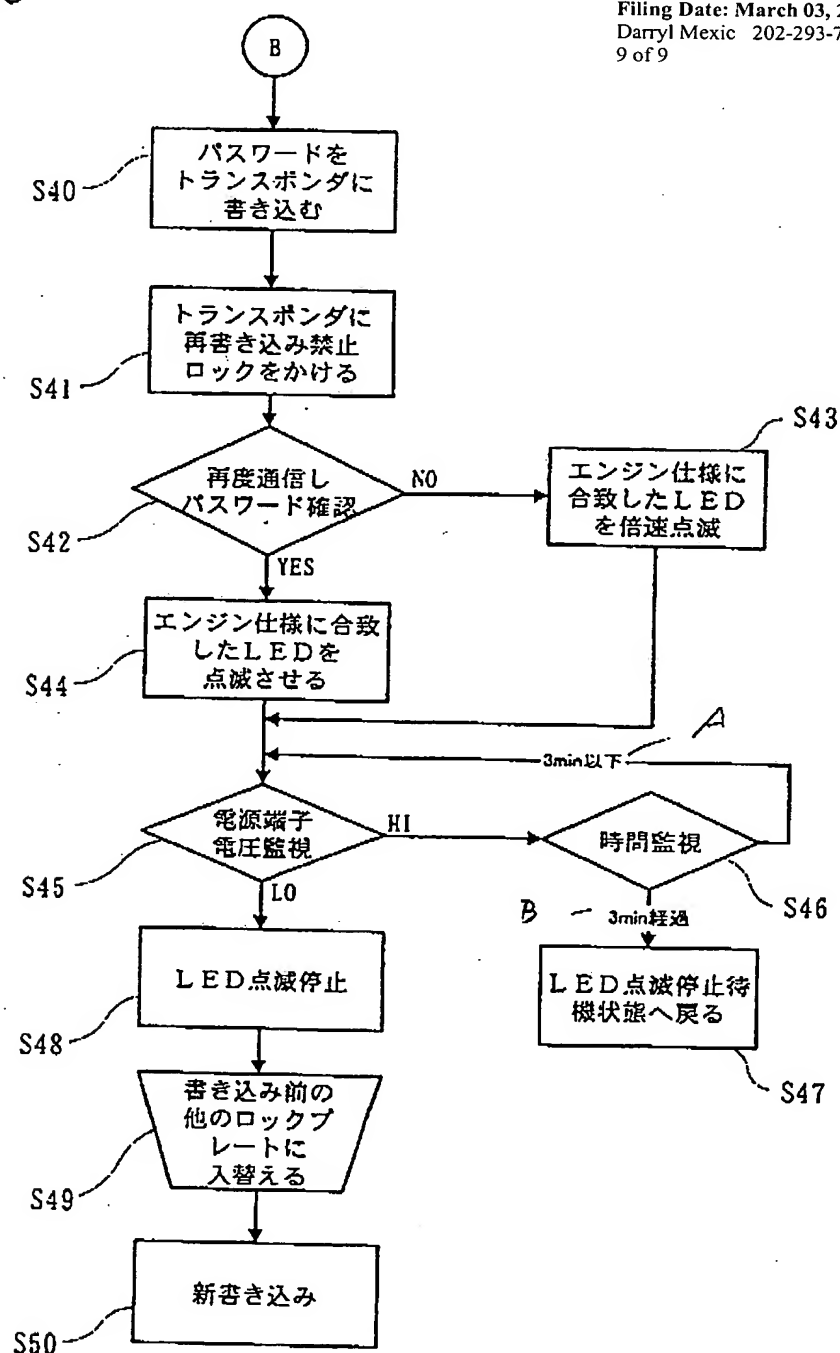 Filing Date: March 03, 2
Darryl Mexic 202-293-7
9 of 9
B
S40
パスワードを
トランスポンダに
書き込む
S41
トランスポンダに
再書き込み禁止
ロックをかける
S42
再度通信し
パスワード確認
NO
YES
S43
エンジン仕様に
合致したLED
を倍速点滅
S44
エンジン仕様に合致
したLEDを
点滅させる
A
3min以下
S45
電源端子
電圧監視
HI
LO
時間監視
S46
B
3min経過
S48
LED点滅停止
LED点滅停止待
機状態へ戻る
S47
S49
書き込み前の
他のロックプ
レートに
入替える
S50
新書き込み